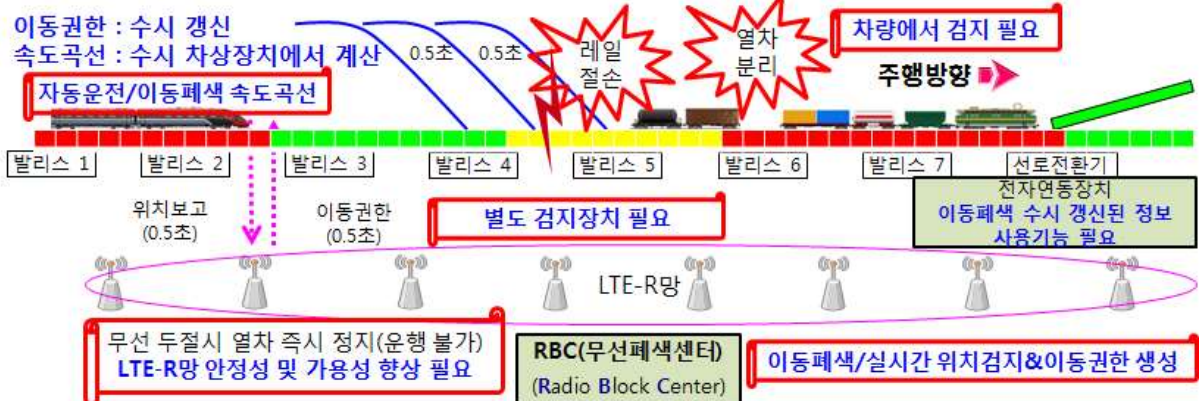 이동권한 : 수시 갱신
속도곡선 : 수시 차상장치에서 계산
0.5초
0.5초
레일
절손
열차
분리
차량에서 검지 필요
주행방향
자동운전/이동폐색 속도곡선
발리스 1
발리스 2
발리스 3
발리스 4
발리스 5
발리스 6
발리스 7
선로전환기
위치보고
(0.5초)
이동권한
(0.5초)
별도 검지장치 필요
전자연동장치
이동폐색 수시 갱신된 정보
사용기능 필요
LTE-R망
무선 두절시 열차 즉시 정지(운행 불가)
LTE-R망 안정성 및 가용성 향상 필요
RBC(무선폐색센터)
(Radio Block Center)
이동폐색/실시간 위치검지&이동권한 생성